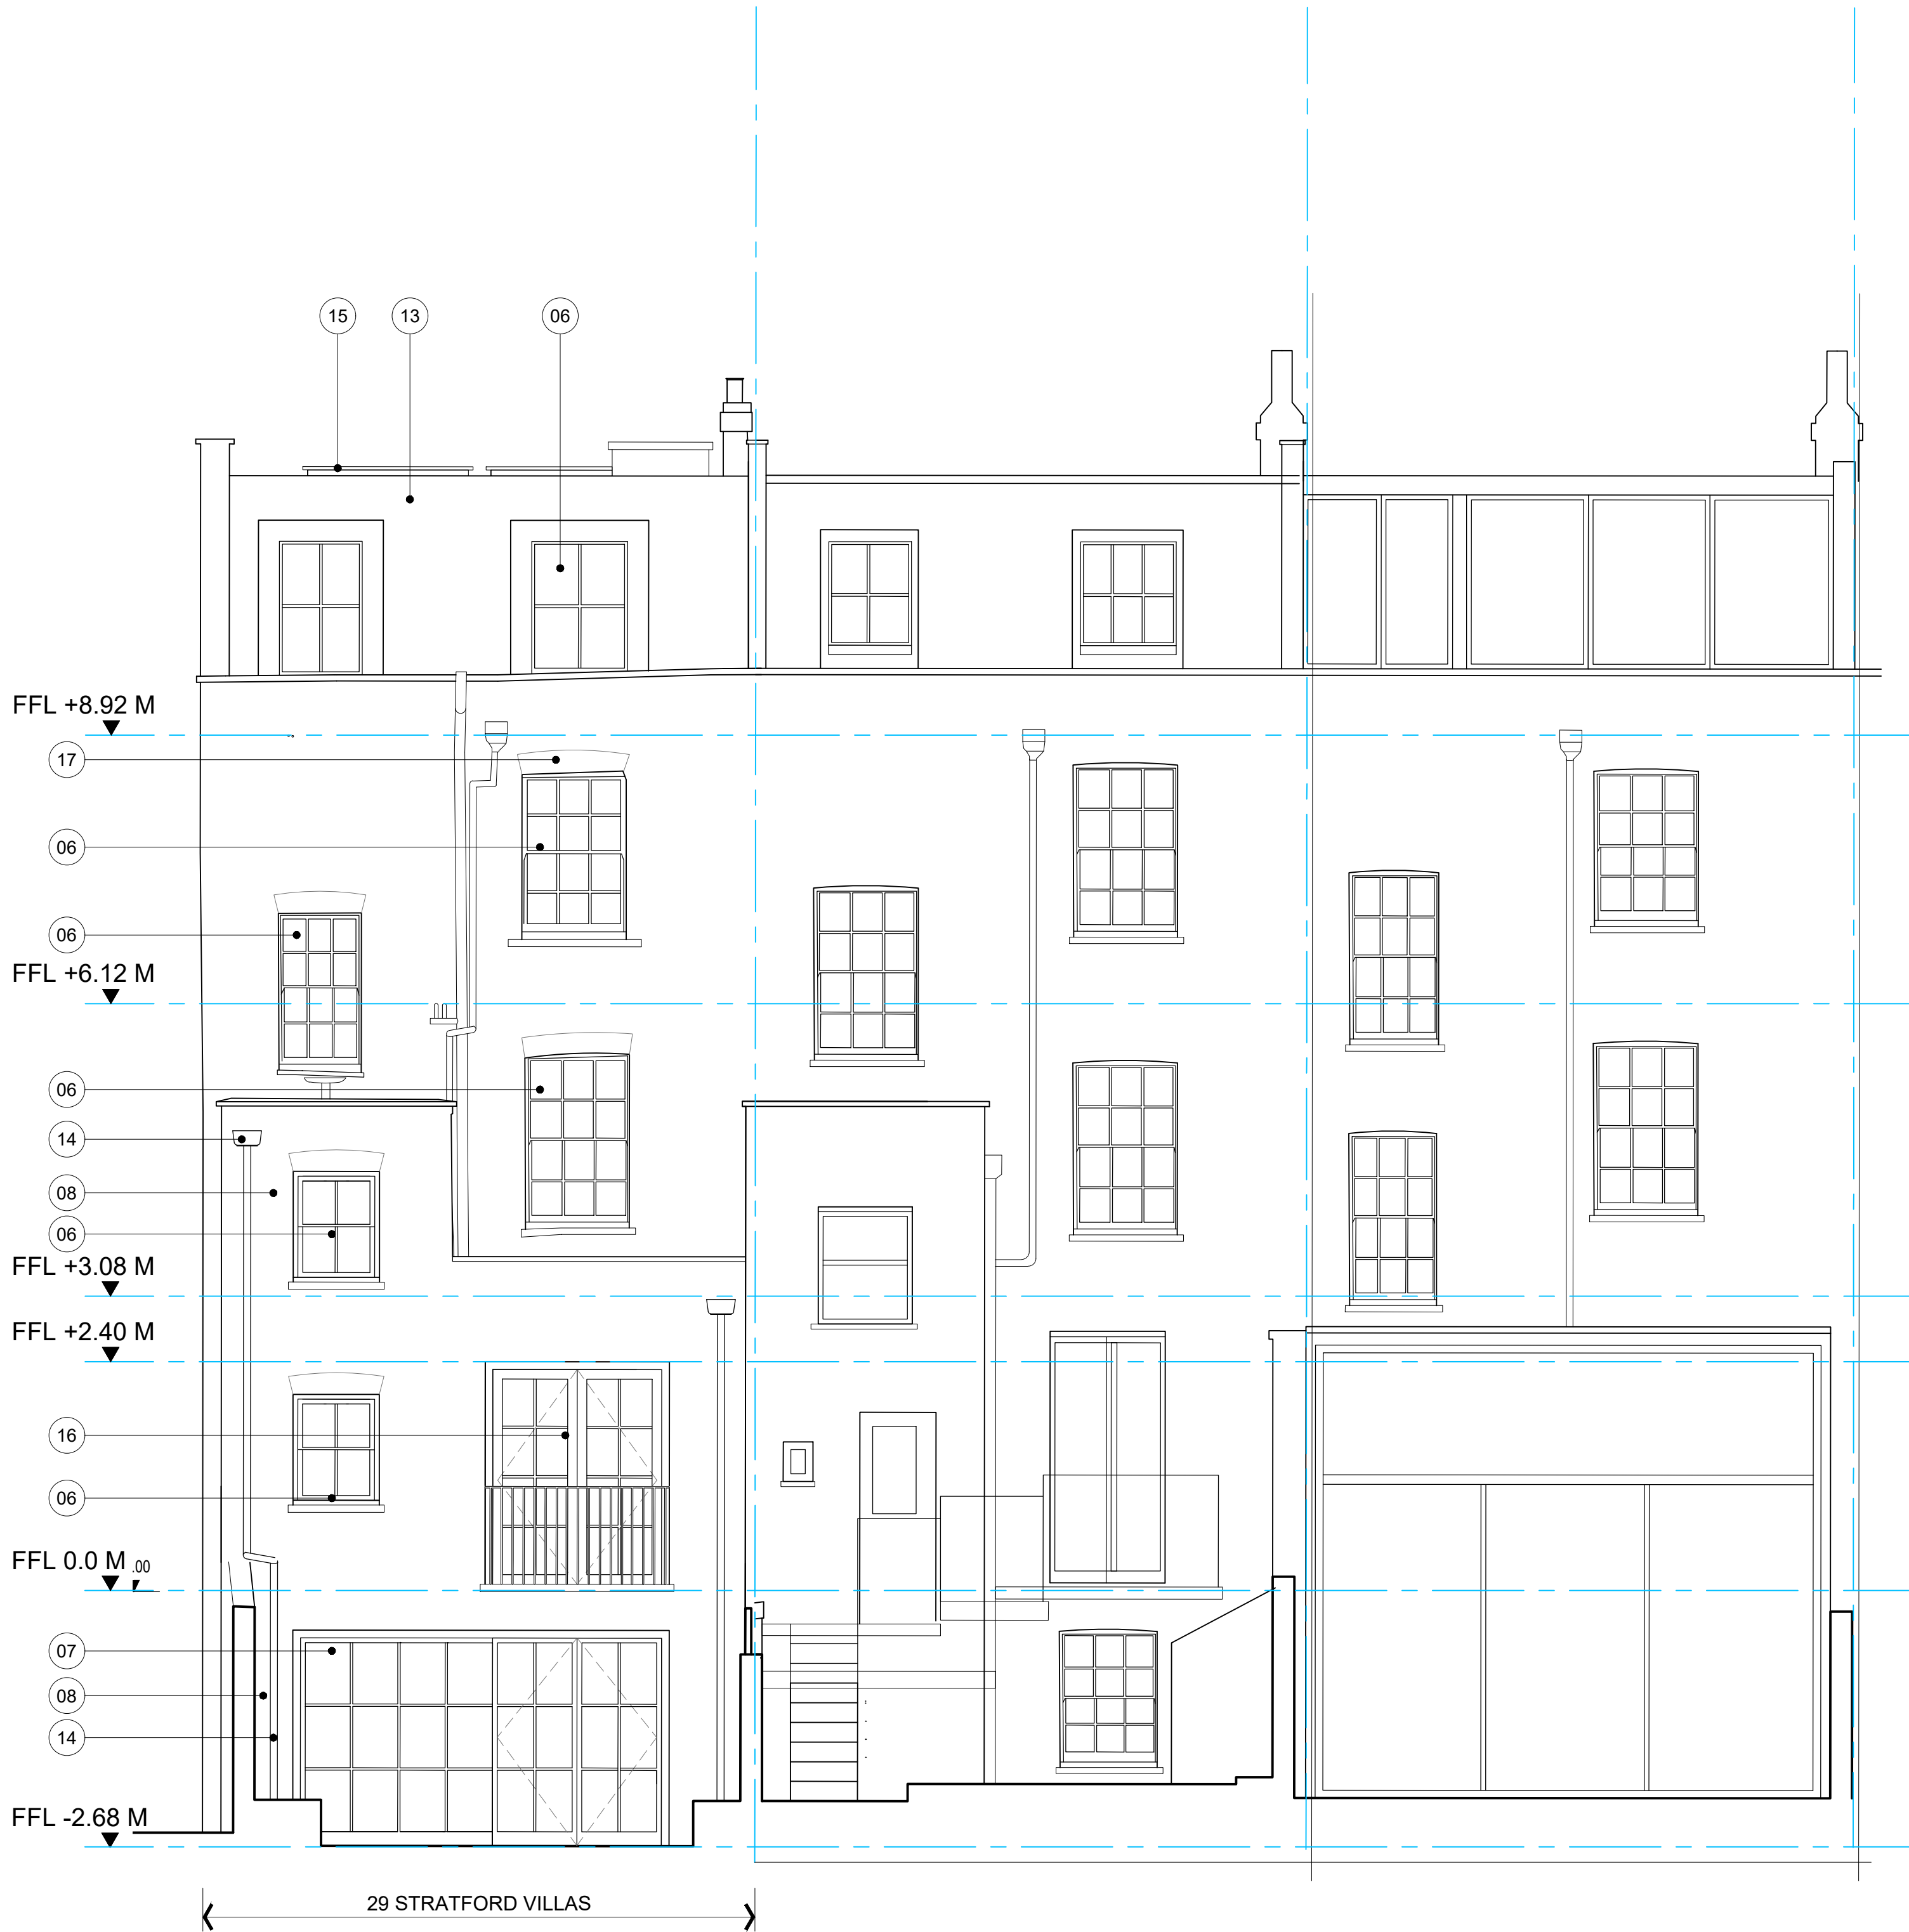 15
13
06
FFL +8.92 M
17
06
06
FFL +6.12 M
06
14
08
06
FFL +3.08 M
FFL +2.40 M
16
06
FFL 0.0 M .00
07
08
14
FFL -2.68 M
29 STRATFORD VILLAS